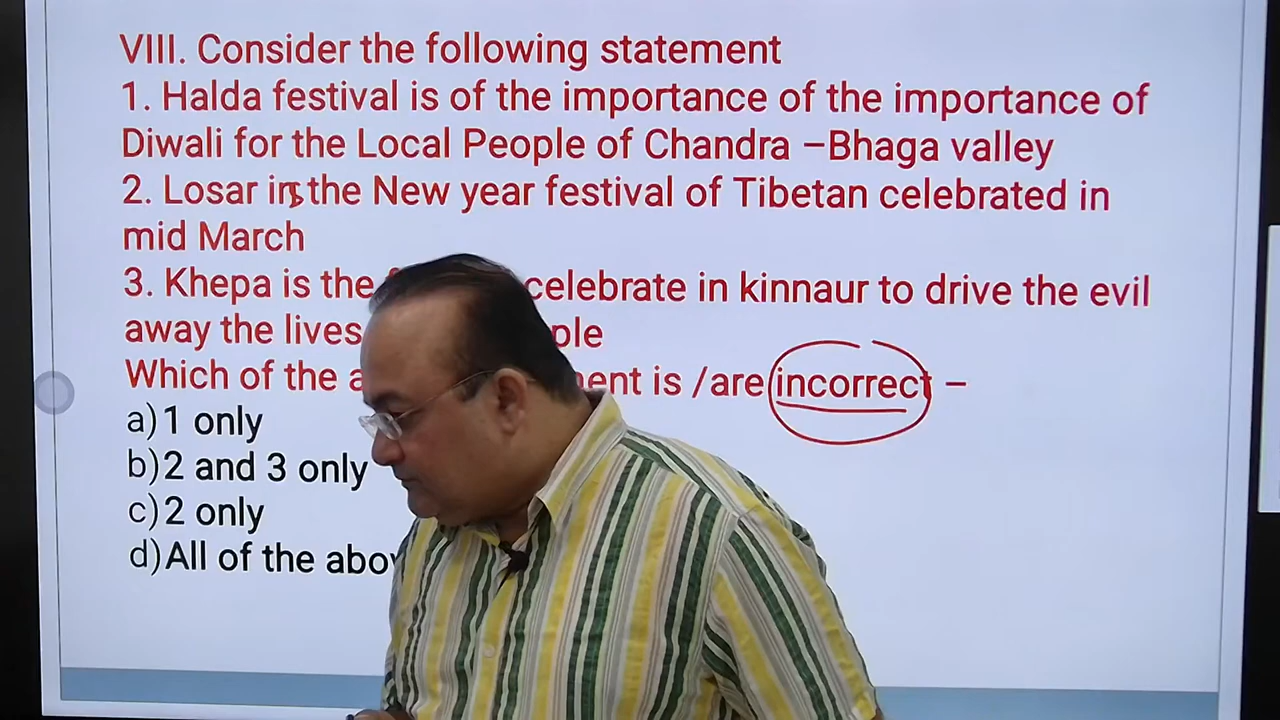 VIII. Consider the following statement
1. Halda festival is of the importance of the importance of
Diwali for the Local People of Chandra –Bhaga valley
2. Losar in the New year festival of Tibetan celebrated in
mid March
3. Khepa is the celebrate in kinnaur to drive the evil
away the lives
Which of the is /are incorrect –
a)1 only
b)2 and 3 only
c)2 only
d)All of the